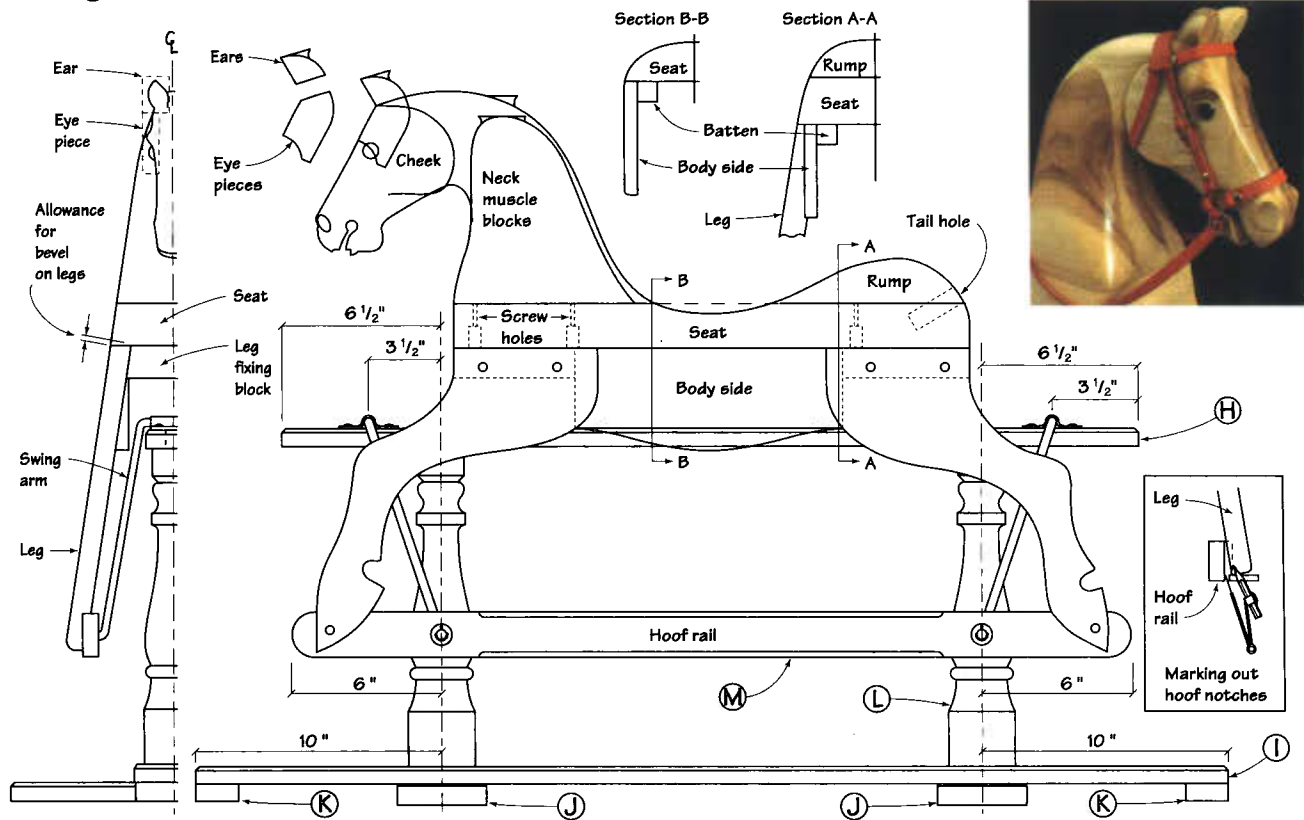 ℄
Ear
Eye
piece
Allowance
for
bevel
on legs
Seat
Leg
fixing
block
Swing
arm
Leg
Ears
Eye
pieces
Cheek
Neck
muscle
blocks
Section B-B
Seat
Section A-A
Rump
Seat
Batten
Body side
Leg
Tail hole
A
B
Rump
6 1/2"
3 1/2"
Screw
holes
Seat
Body side
6 1/2"
3 1/2"
H
B
A
Leg
Hoof
rail
Marking out
hoof notches
Hoof rail
6"
M
L
6"
10"
10"
I
K
J
J
K